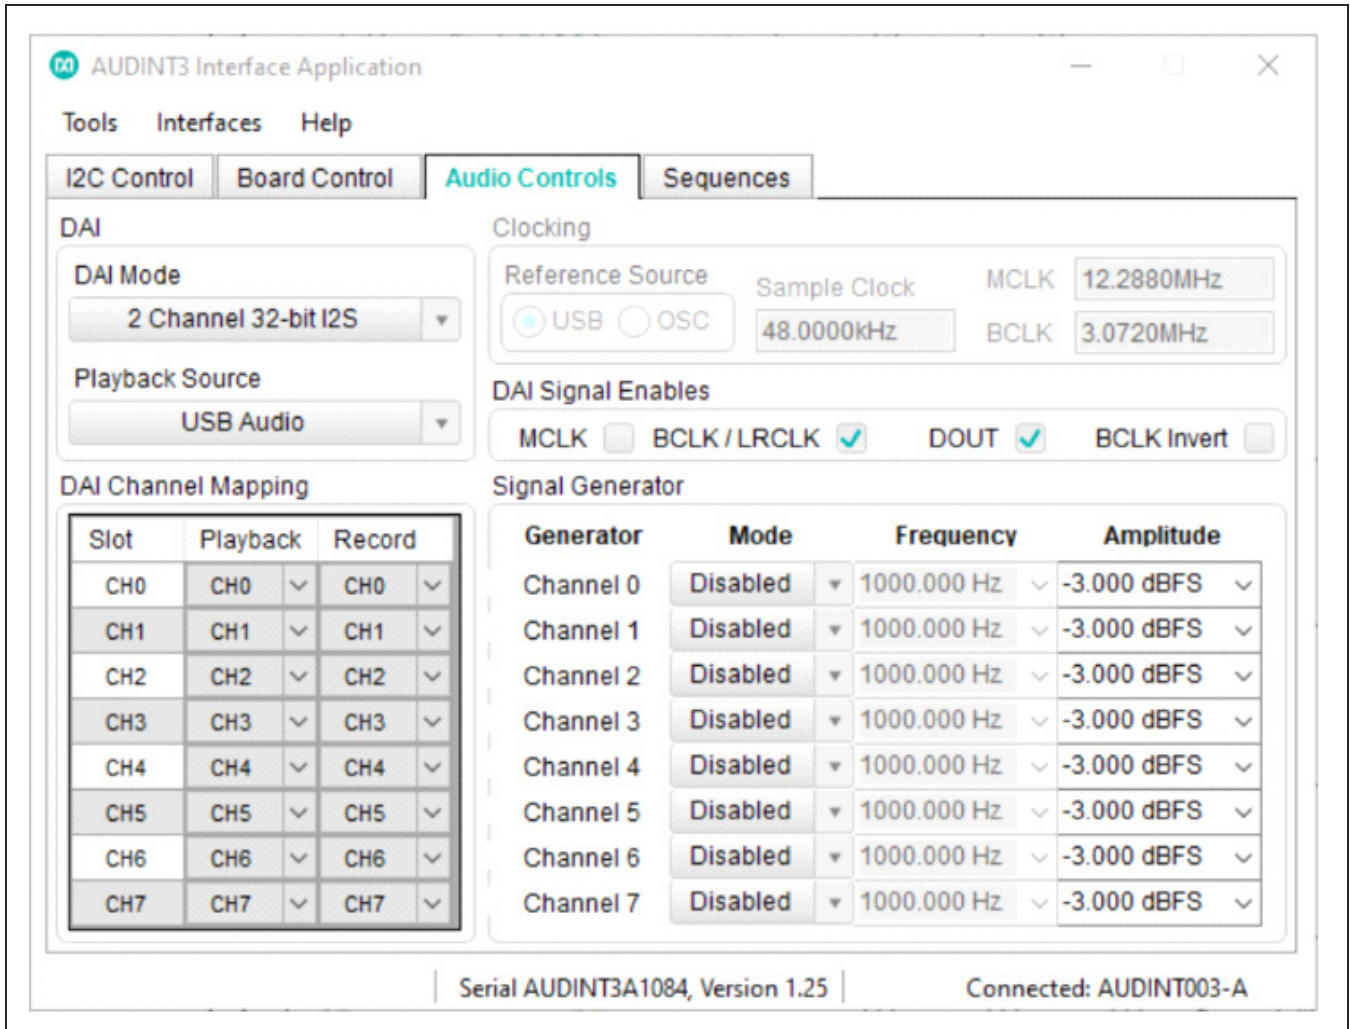 AUDINT3 Interface Application
Tools Interfaces Help
I2C Control Board Control Audio Controls Sequences
DAI
DAI Mode
2 Channel 32-bit I2S
Playback Source
USB Audio
Clocking
Reference Source
USB OSC
Sample Clock
48.0000kHz
MCLK 12.2880MHz
BCLK 3.0720MHz
DAI Signal Enables
MCLK BCLK / LRCLK DOUT BCLK Invert
DAI Channel Mapping
Slot Playback Record
CH0 CH0 CH0
CH1 CH1 CH1
CH2 CH2 CH2
CH3 CH3 CH3
CH4 CH4 CH4
CH5 CH5 CH5
CH6 CH6 CH6
CH7 CH7 CH7
Signal Generator
Generator Mode Frequency Amplitude
Channel 0 Disabled 1000.000 Hz -3.000 dBFS
Channel 1 Disabled 1000.000 Hz -3.000 dBFS
Channel 2 Disabled 1000.000 Hz -3.000 dBFS
Channel 3 Disabled 1000.000 Hz -3.000 dBFS
Channel 4 Disabled 1000.000 Hz -3.000 dBFS
Channel 5 Disabled 1000.000 Hz -3.000 dBFS
Channel 6 Disabled 1000.000 Hz -3.000 dBFS
Channel 7 Disabled 1000.000 Hz -3.000 dBFS
Serial AUDINT3A1084, Version 1.25 Connected: AUDINT003-A